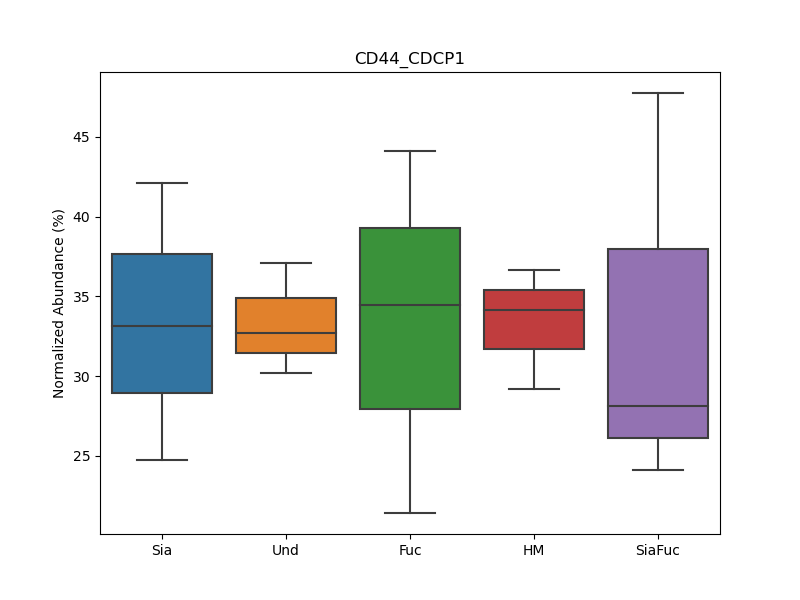 CD44_CDCP1
Normalized Abundance (%)
45
40
35
30
25
Sia
Und
Fuc
HM
SiaFuc